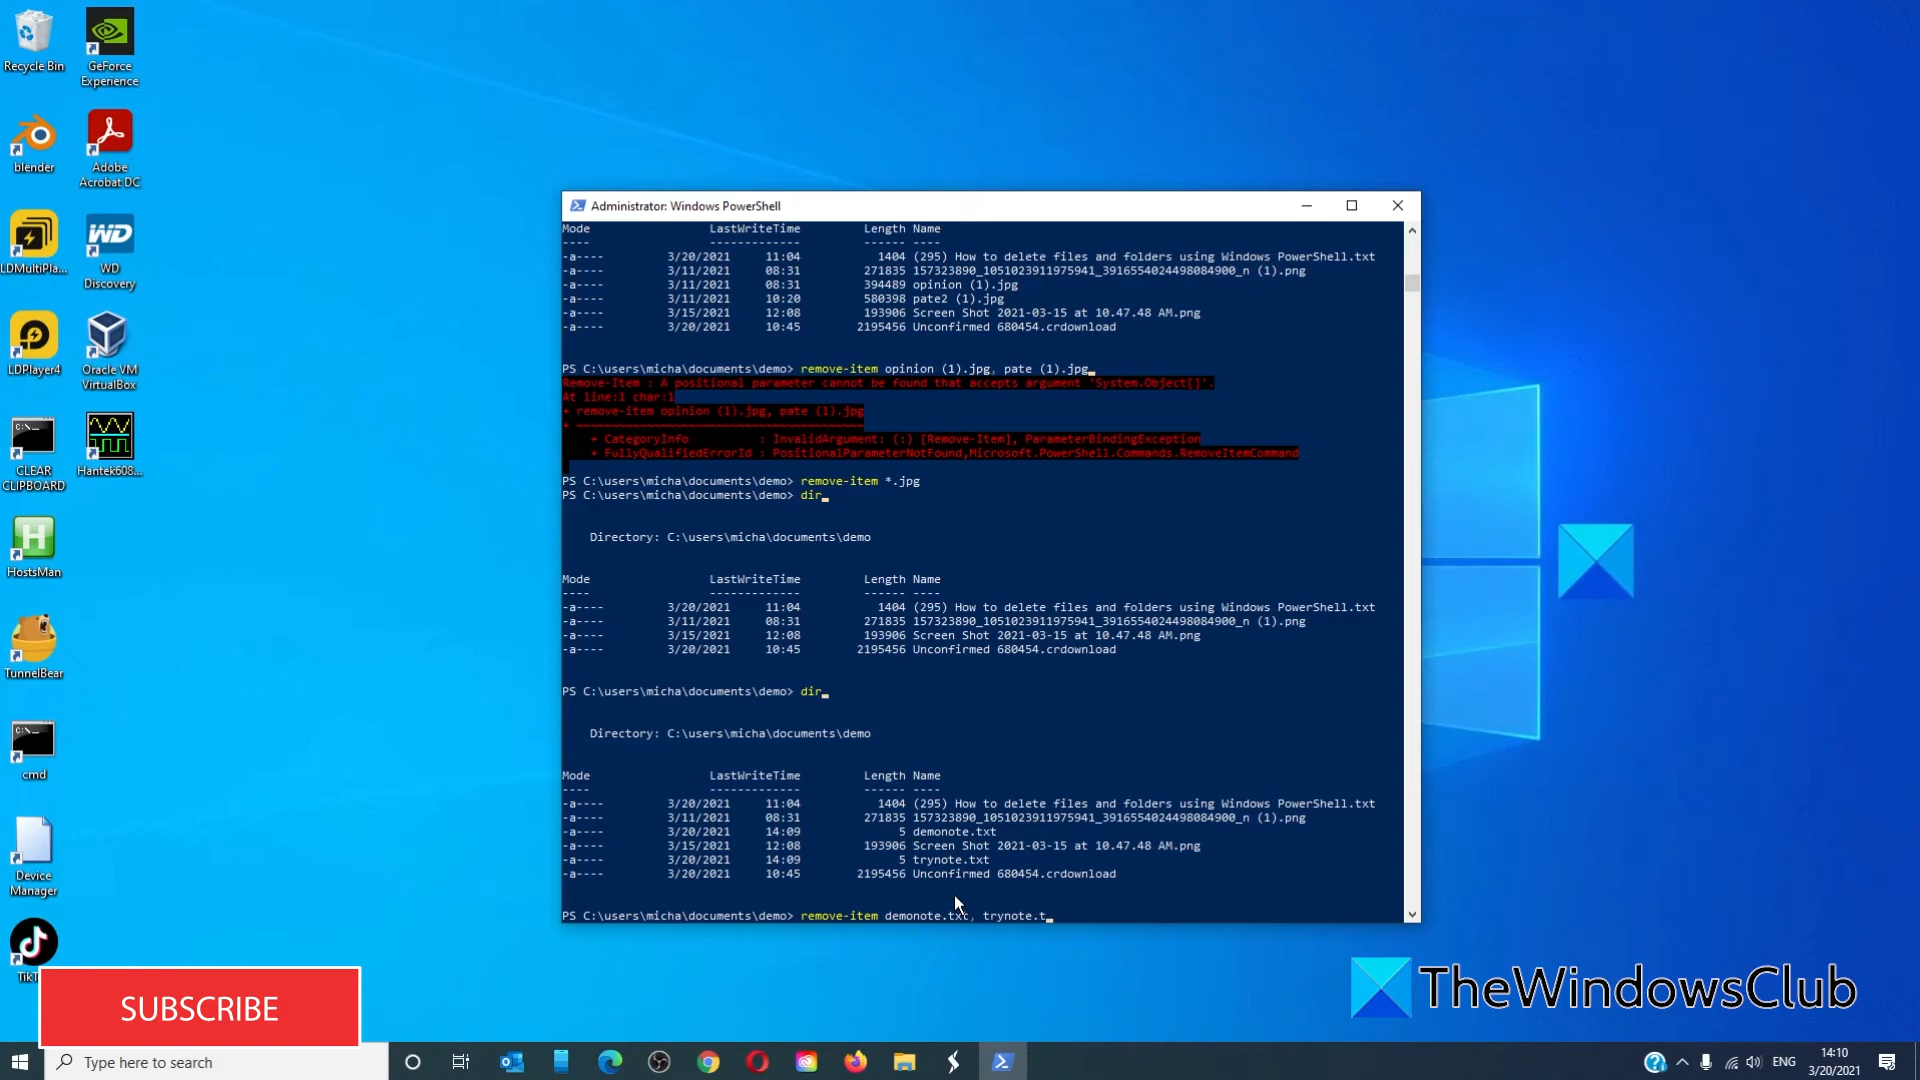 Recycle Bin
GeForce
Experience
blender
Adobe
Acrobat DC
LDMultiPla...
WD
WD
Discovery
LDPlayer4
Oracle VM
VirtualBox
CLEAR
CLIPBOARD
Hantek608...
HostsMan
TunnelBear
cmd
Device
Manager
SUBSCRIBE
Administrator: Windows PowerShell
Mode LastWriteTime Length Name
---- ------------- ------ ----
-a---- 3/20/2021 11:04 1404 (295) How to delete files and folders using Windows PowerShell.txt
-a---- 3/11/2021 08:31 271835 157323890_1051023911975941_3916554024498084900_n (1).png
-a---- 3/11/2021 08:31 394489 opinion (1).jpg
-a---- 3/11/2021 10:20 580398 pate2 (1).jpg
-a---- 3/15/2021 12:08 193906 Screen Shot 2021-03-15 at 10.47.48 AM.png
-a---- 3/20/2021 10:45 2195456 Unconfirmed 680454.crdownload
PS C:\users\micha\documents\demo> remove-item opinion (1).jpg, pate (1).jpg
Remove-Item : A positional parameter cannot be found that accepts argument 'System.Object[]'.
At line:1 char:1
+ remove-item opinion (1).jpg, pate (1).jpg
+ ~~~~~~~~~~~~~~~~~~~~~~~~~~~~~~~~~~~~~~~~~
+ CategoryInfo : InvalidArgument: (:) [Remove-Item], ParameterBindingException
+ FullyQualifiedErrorId : PositionalParameterNotFound,Microsoft.PowerShell.Commands.RemoveItemCommand
PS C:\users\micha\documents\demo> remove-item *.jpg
PS C:\users\micha\documents\demo> dir
Directory: C:\users\micha\documents\demo
Mode LastWriteTime Length Name
---- ------------- ------ ----
-a---- 3/20/2021 11:04 1404 (295) How to delete files and folders using Windows PowerShell.txt
-a---- 3/11/2021 08:31 271835 157323890_1051023911975941_3916554024498084900_n (1).png
-a---- 3/15/2021 12:08 193906 Screen Shot 2021-03-15 at 10.47.48 AM.png
-a---- 3/20/2021 10:45 2195456 Unconfirmed 680454.crdownload
PS C:\users\micha\documents\demo> dir
Directory: C:\users\micha\documents\demo
Mode LastWriteTime Length Name
---- ------------- ------ ----
-a---- 3/20/2021 11:04 1404 (295) How to delete files and folders using Windows PowerShell.txt
-a---- 3/11/2021 08:31 271835 157323890_1051023911975941_3916554024498084900_n (1).png
-a---- 3/20/2021 14:09 5 demonote.txt
-a---- 3/15/2021 12:08 193906 Screen Shot 2021-03-15 at 10.47.48 AM.png
-a---- 3/20/2021 14:09 5 trynote.txt
-a---- 3/20/2021 10:45 2195456 Unconfirmed 680454.crdownload
PS C:\users\micha\documents\demo> remove-item demonote.txt, trynote.t
TheWindowsClub
Type here to search
ENG
14:10
3/20/2021